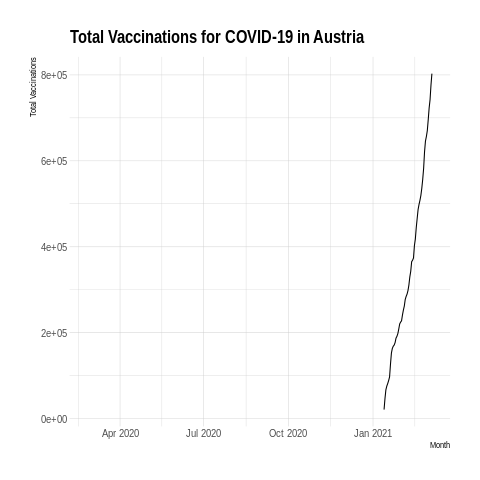 Total Vaccinations for COVID-19 in Austria
Total Vaccinations
8e+05
6e+05
4e+05
2e+05
0e+00
Apr 2020
Jul 2020
Oct 2020
Jan 2021
Month